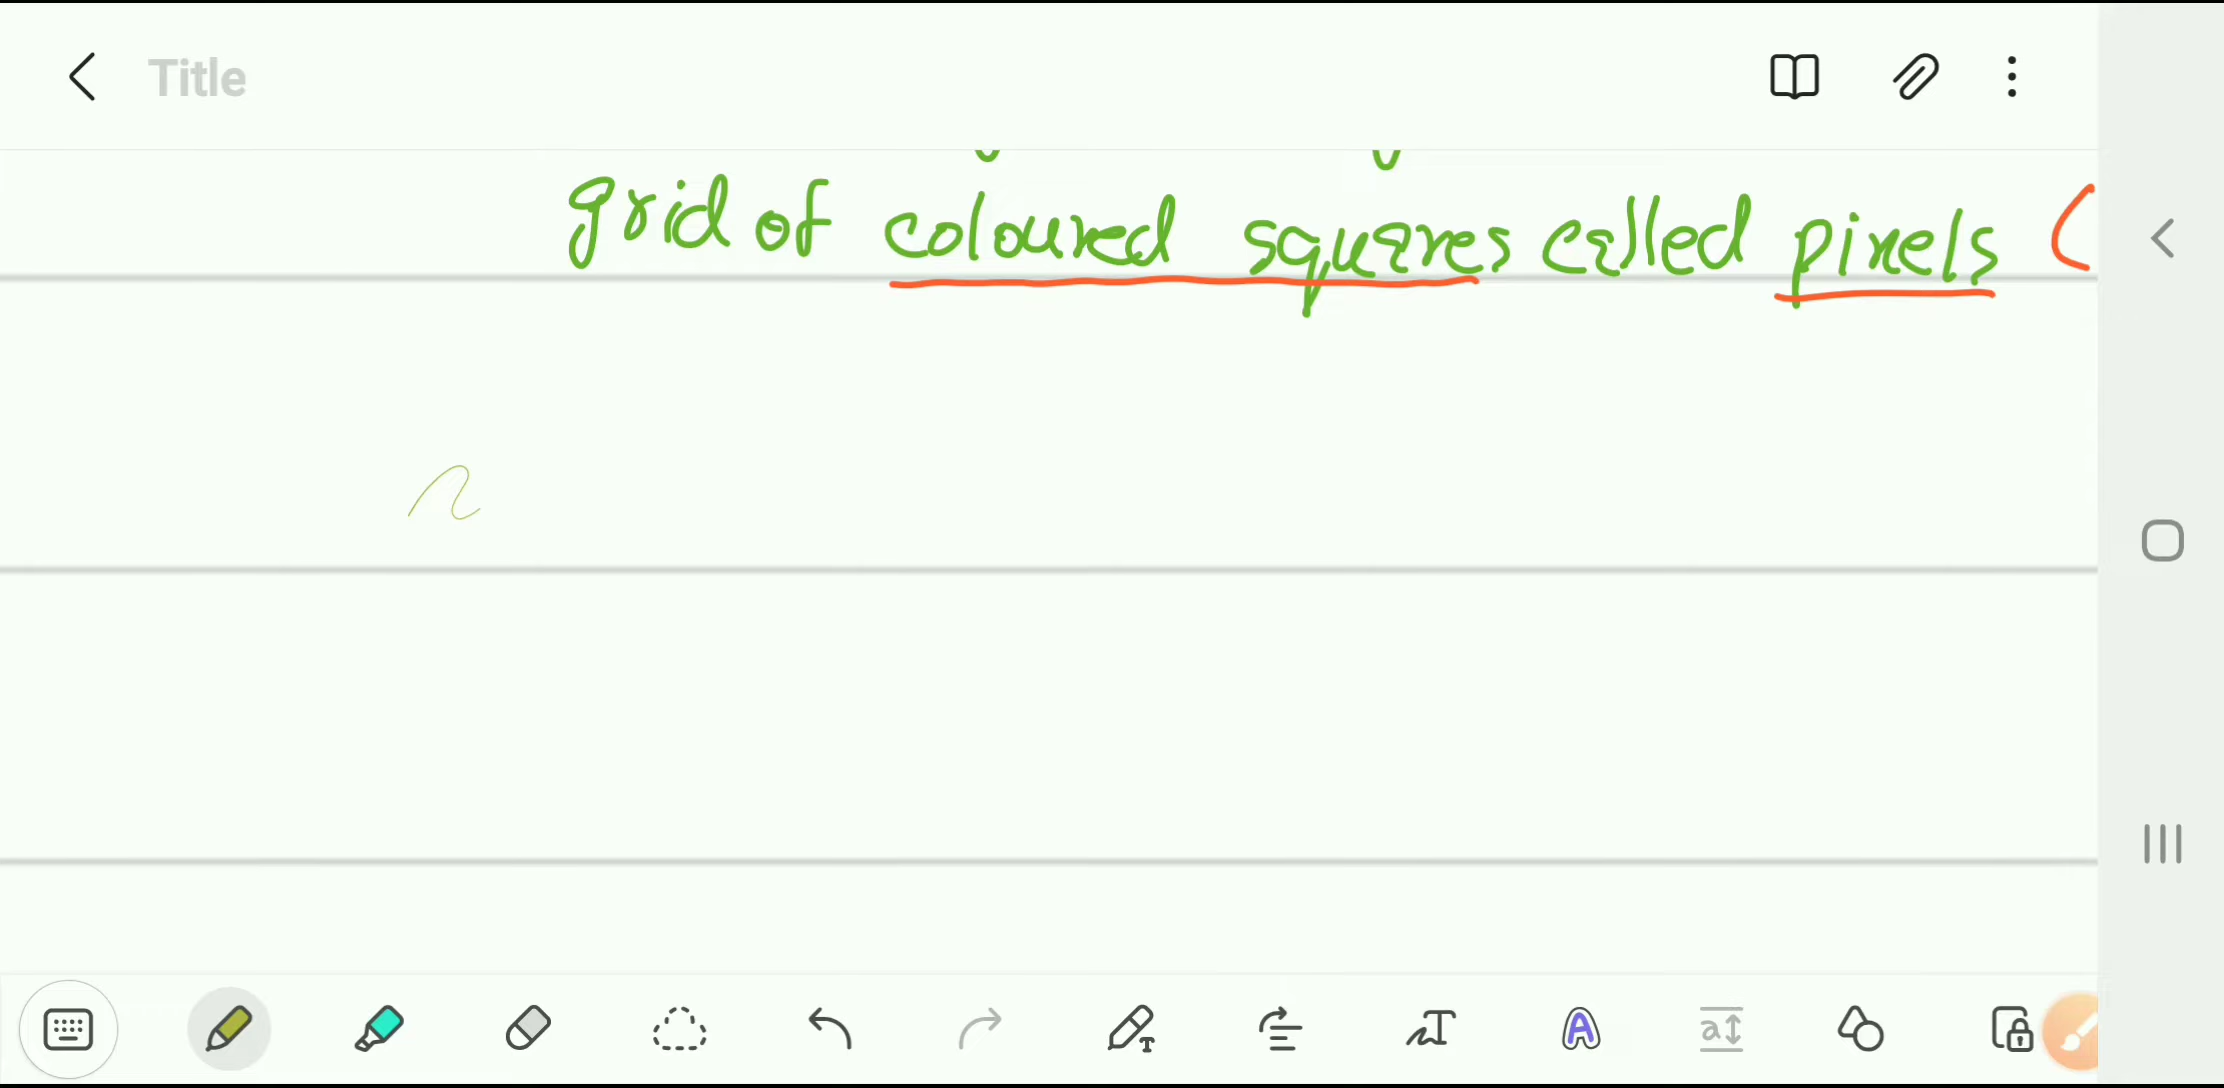 Title
grid of coloured squares called pixels (